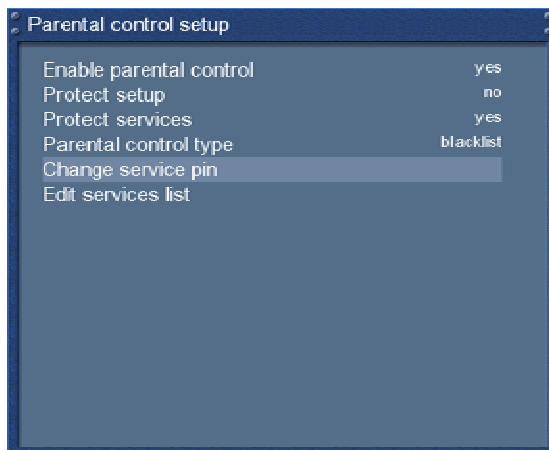 Parental control setup
Enable parental control yes
Protect setup no
Protect services yes
Parental control type blacklist
Change service pin
Edit services list